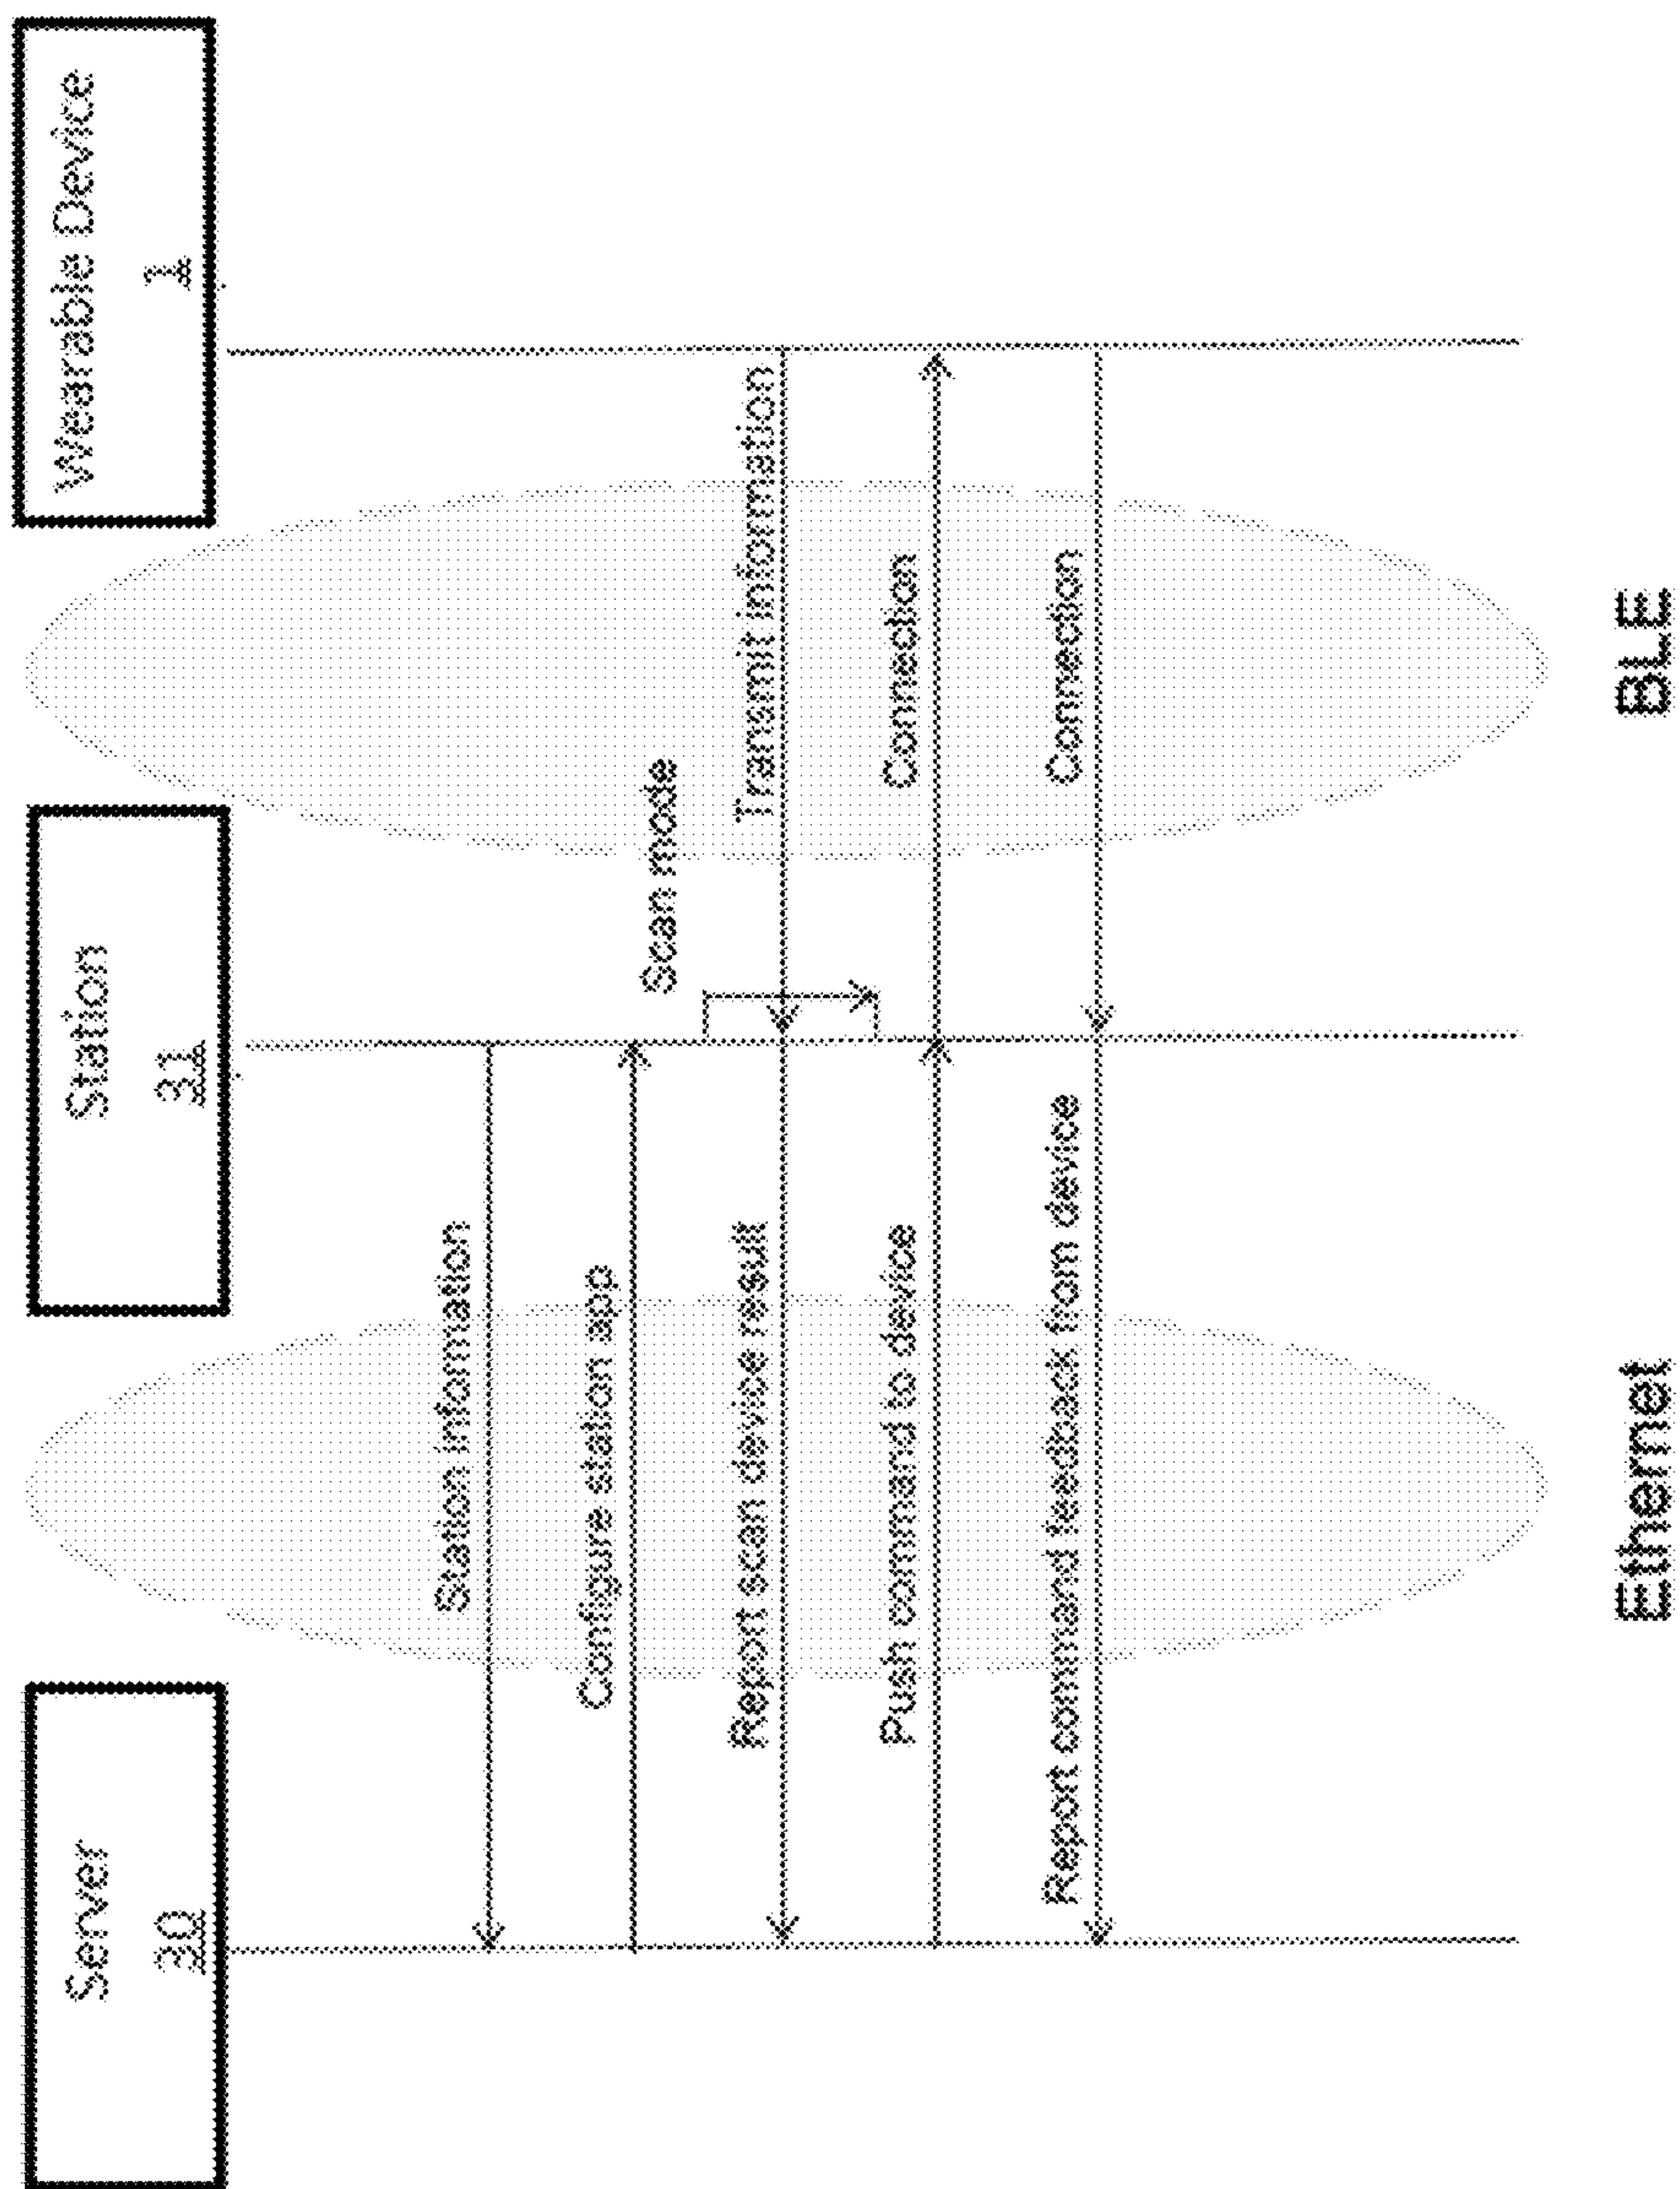 Server
30
Station
31
Wearable Device
1
Station information
Configure station app
Scan mode
Report scan device result
Transmit information
Push command to device
Connection
Report command feedback from device
Connection
Ethernet
BLE